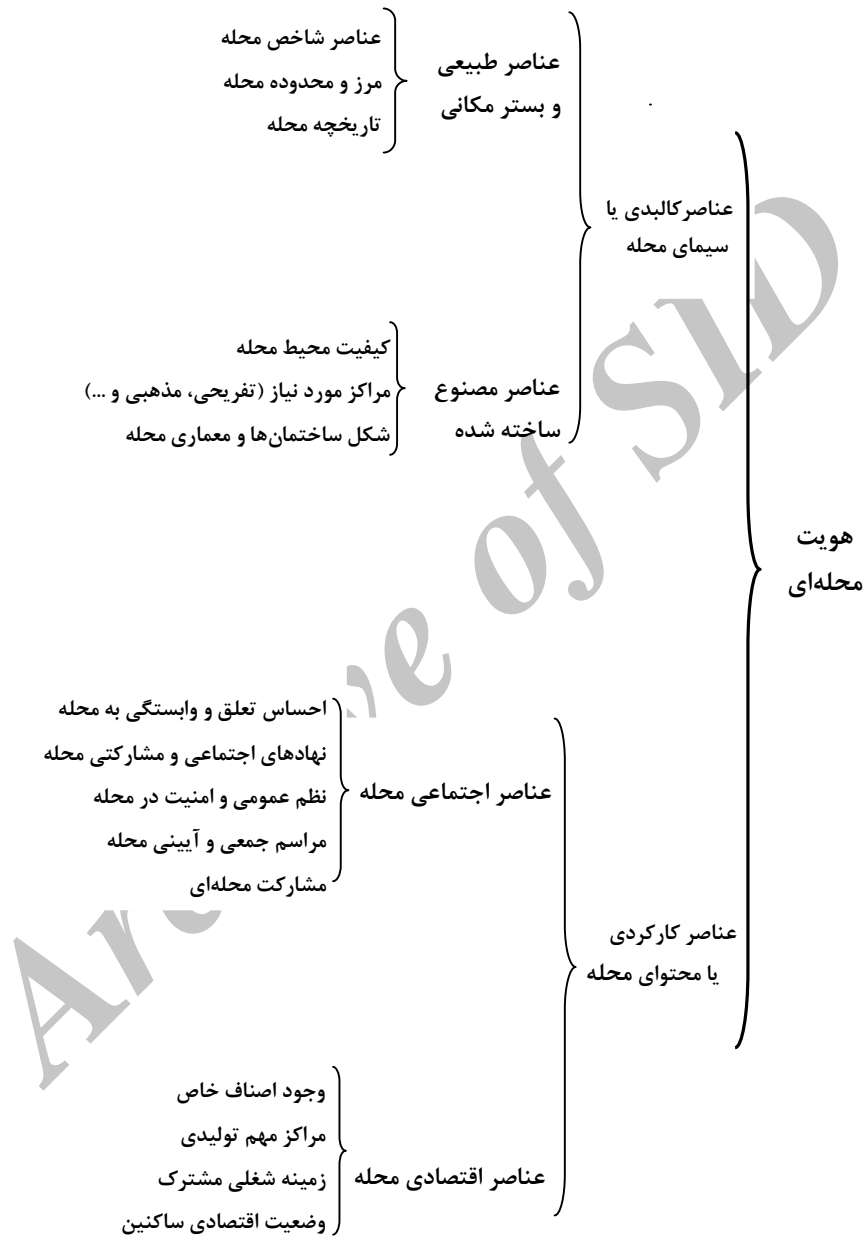 عناصر شاخص محله
عناصر طبیعی
مرز و محدوده محله
و بستر مکانی
تاریخچه محله
عناصرکالبدی یا
سیمای محله
کیفیت محیط محله
عناصر مصنوع
مراکز مورد نیاز (تفریحی، مذهبی و ...)
ساخته شده
شکل ساختمان‌ها و معماری محله
هویت
محله‌ای
احساس تعلق و وابستگی به محله
نهادهای اجتماعی و مشارکتی محله
عناصر اجتماعی محله
نظم عمومی و امنیت در محله
مراسم جمعی و آیینی محله
مشارکت محله‌ای
عناصر کارکردی
یا محتوای محله
وجود اصناف خاص
مراکز مهم تولیدی
عناصر اقتصادی محله
زمینه شغلی مشترک
وضعیت اقتصادی ساکنین
Archive of SID